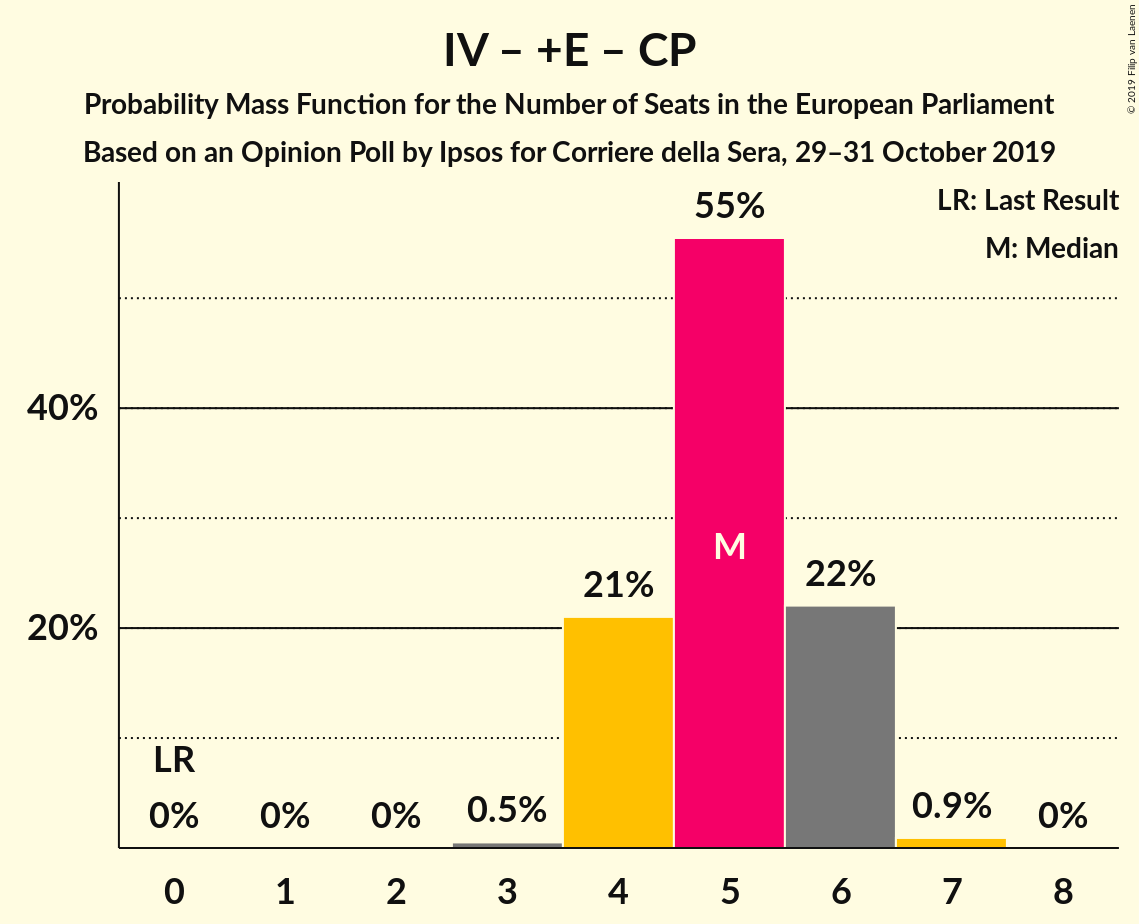 IV – +E – CP
Probability Mass Function for the Number of Seats in the European Parliament
Based on an Opinion Poll by Ipsos for Corriere della Sera, 29–31 October 2019
© 2019 Filip van Laenen
LR: Last Result
M: Median
55%
40%
M
22%
21%
20%
LR
0%
0%
0%
0.5%
0.9%
0%
0 1 2 3 4 5 6 7 8